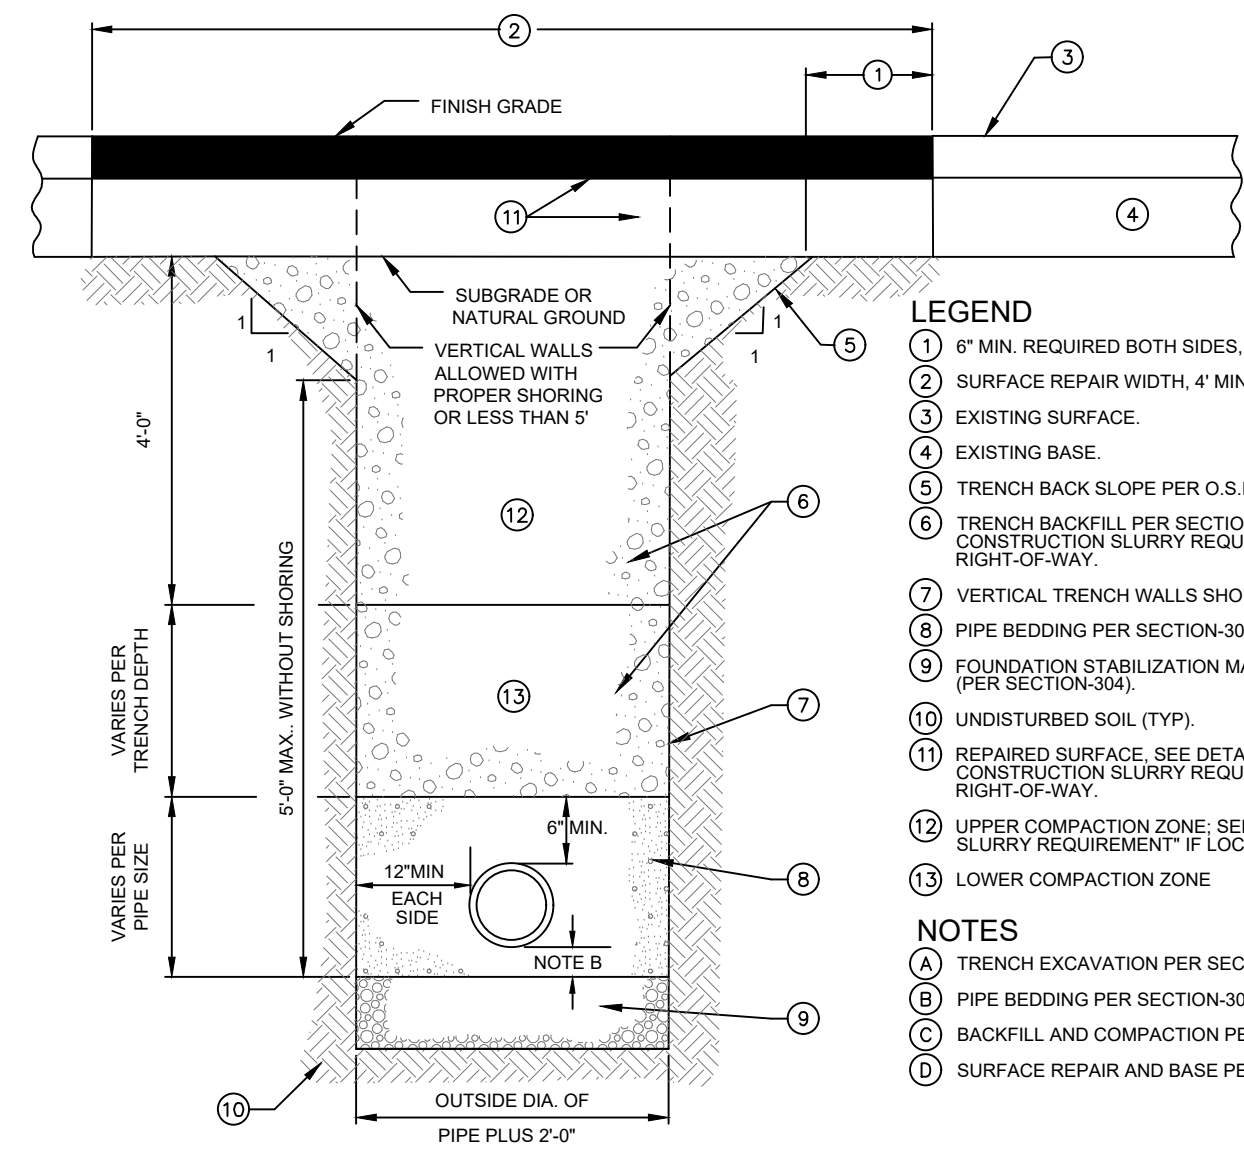 2
1
3
FINISH GRADE
11
4
SUBGRADE OR
NATURAL GROUND
1
1
1
1
5
VERTICAL WALLS
ALLOWED WITH
PROPER SHORING
OR LESS THAN 5'
4'-0"
5'-0" MAX. WITHOUT SHORING
12
6
VARIES PER
TRENCH DEPTH
13
7
VARIES PER
PIPE SIZE
6" MIN.
12"MIN
EACH
SIDE
8
NOTE B
9
10
OUTSIDE DIA. OF
PIPE PLUS 2'-0"
LEGEND
1 6" MIN. REQUIRED BOTH SIDES,
2 SURFACE REPAIR WIDTH, 4' MIN
3 EXISTING SURFACE.
4 EXISTING BASE.
5 TRENCH BACK SLOPE PER O.S.
6 TRENCH BACKFILL PER SECTIO
CONSTRUCTION SLURRY REQU
RIGHT-OF-WAY.
7 VERTICAL TRENCH WALLS SHO
8 PIPE BEDDING PER SECTION-30
9 FOUNDATION STABILIZATION MA
(PER SECTION-304).
10 UNDISTURBED SOIL (TYP).
11 REPAIRED SURFACE, SEE DETA
CONSTRUCTION SLURRY REQU
RIGHT-OF-WAY.
12 UPPER COMPACTION ZONE; SE
SLURRY REQUIREMENT" IF LOC
13 LOWER COMPACTION ZONE
NOTES
A TRENCH EXCAVATION PER SEC
B PIPE BEDDING PER SECTION-30
C BACKFILL AND COMPACTION PE
D SURFACE REPAIR AND BASE PE